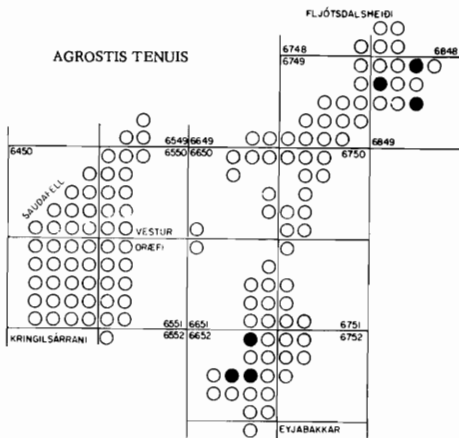 FLJÓTSDALSHEIÐI
AGROSTIS TENUIS
6748 6848
6749
6549 6649
6450 6550 6650 6750 6849
SAUÐAFELL
VESTUR
ÖRÆFI
6551 6651 6751
KRINGILSÁRRANI 6552 6652 6752
EYJABAKKAR